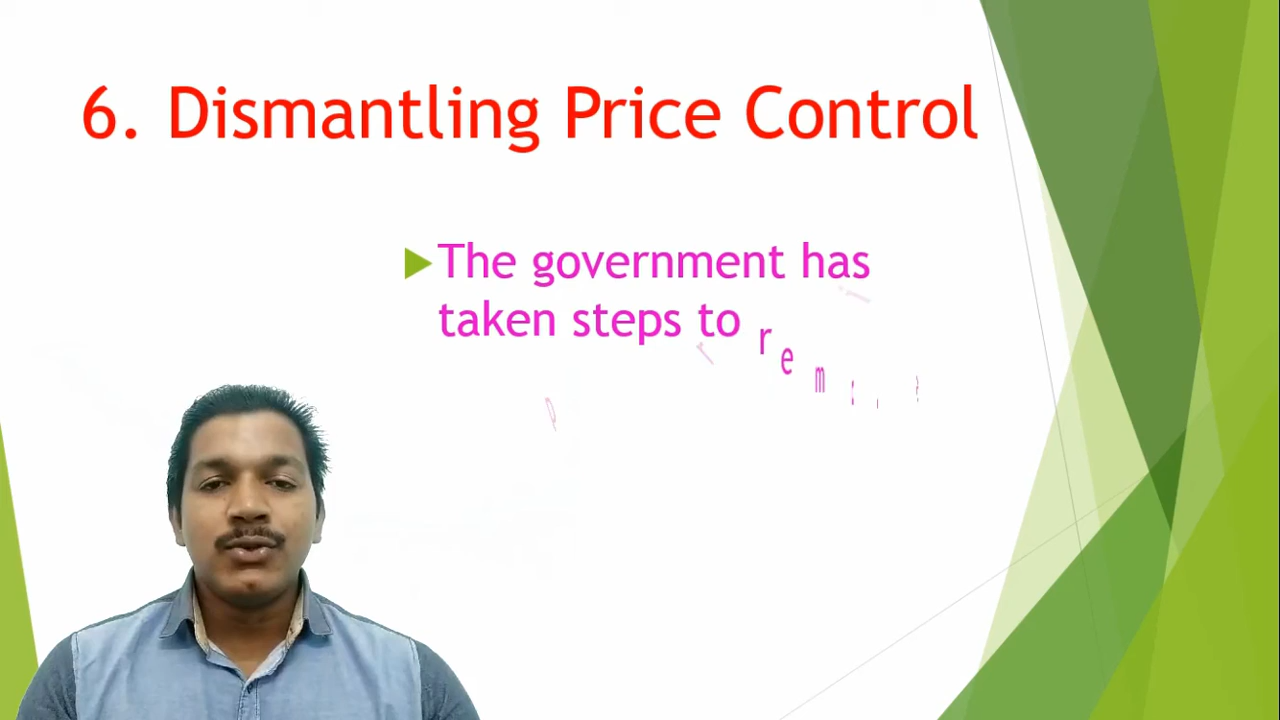 6. Dismantling Price Control
The government has
taken steps to